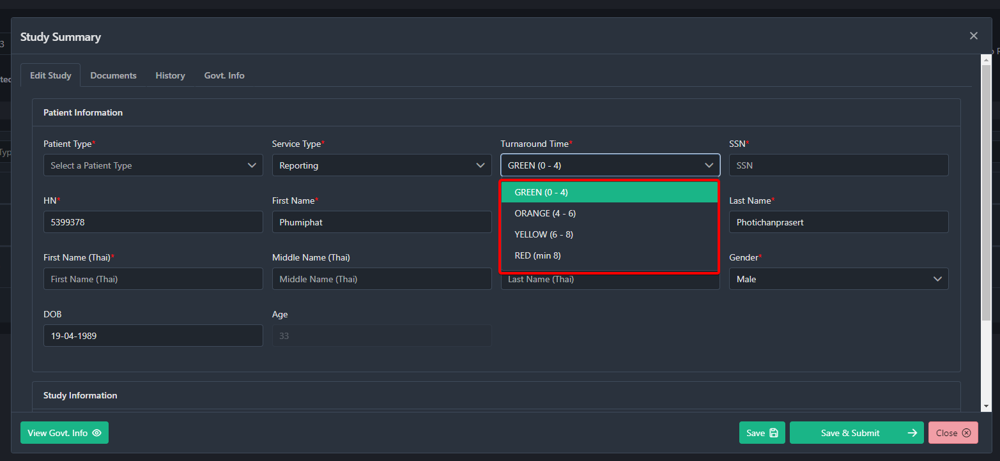 Study Summary
3
ted
Typ
Edit Study Documents History Govt. Info
Patient Information
Patient Type* Service Type* Turnaround Time* SSN*
Select a Patient Type Reporting GREEN (0 - 4) SSN
GREEN (0 - 4)
ORANGE (4 - 6)
YELLOW (6 - 8)
RED (min 8)
HN* First Name* Last Name*
5399378 Phumiphat Photichanprasert
First Name (Thai)* Middle Name (Thai) Gender*
First Name (Thai) Middle Name (Thai) Last Name (Thai) Male
DOB Age
19-04-1989 33
Study Information
View Govt. Info Save Save & Submit Close